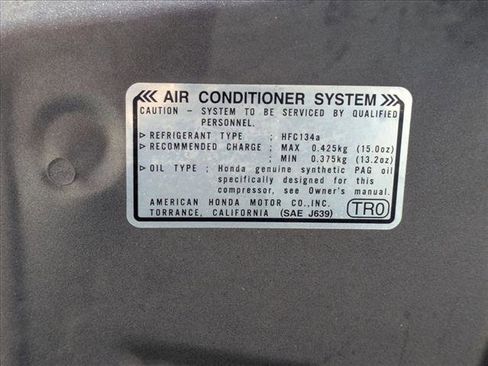 ⋘ AIR CONDITIONER SYSTEM ⋙
CAUTION - SYSTEM TO BE SERVICED BY QUALIFIED
PERSONNEL.
▷ REFRIGERANT TYPE : HFC134a
▷ RECOMMENDED CHARGE : MAX 0.425kg (15.0oz)
: MIN 0.375kg (13.2oz)
▷ OIL TYPE : Honda genuine synthetic PAG oil
specifically designed for this
compressor, see Owner's manual.
AMERICAN HONDA MOTOR CO.,INC.
TORRANCE, CALIFORNIA (SAE J639) TR0